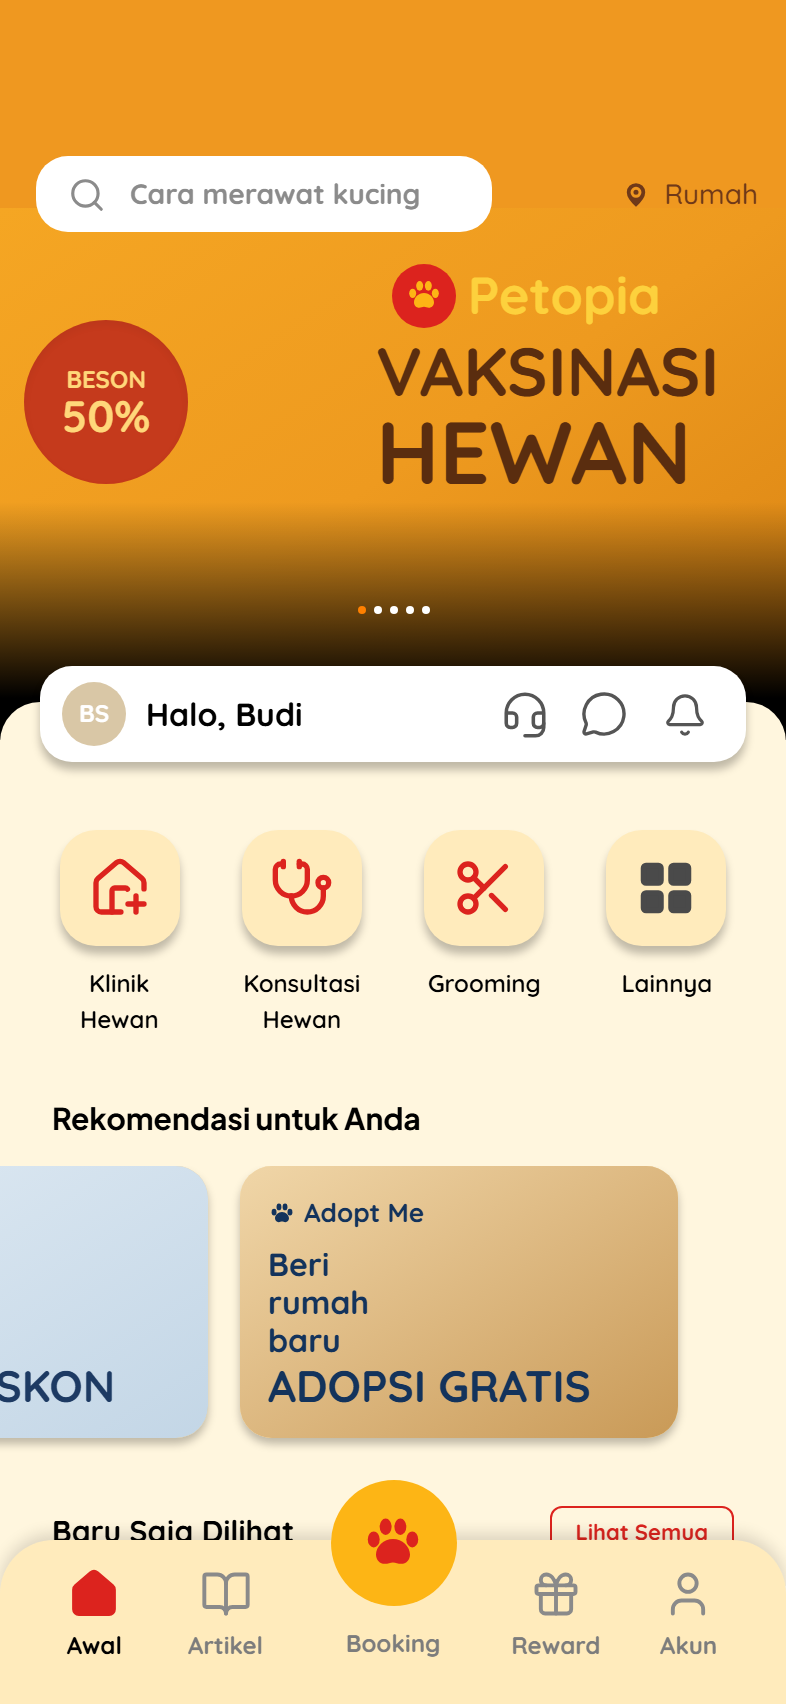 Cara merawat kucing
Rumah
Petopia
VAKSINASI
HEWAN
BESON
50%
BS
Halo, Budi
Klinik
Hewan
Konsultasi
Hewan
Grooming
Lainnya
Rekomendasi untuk Anda
SKON
Adopt Me
Beri
rumah
baru
ADOPSI GRATIS
Baru Saja Dilihat
Lihat Semua
Awal
Artikel
Booking
Reward
Akun